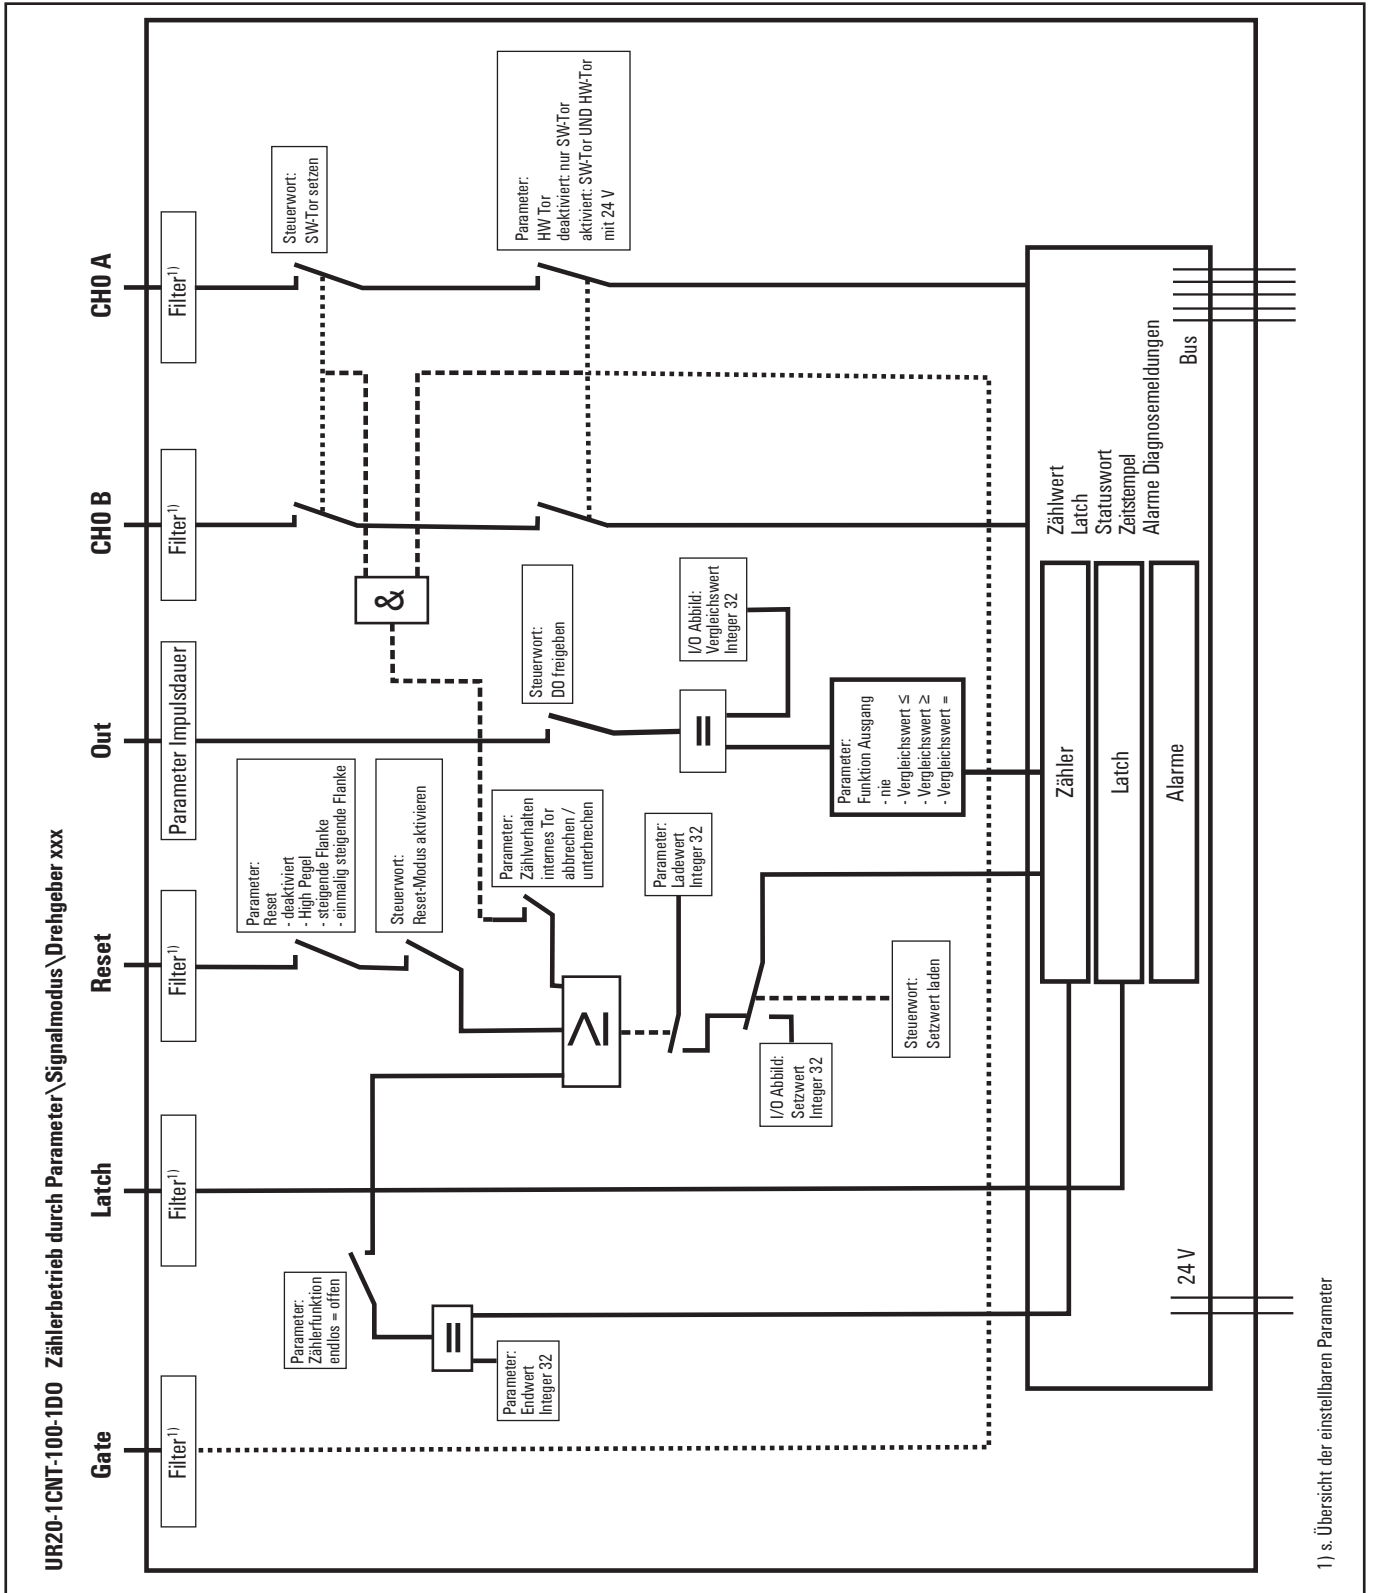 UR20-1CNT-100-1DO Zählerbetrieb durch Parameter\Signalmodus\Drehgeber xxx
Gate
Latch
Reset
Out
CH0 B
CH0 A
Filter1)
Filter1)
Filter1)
Parameter Impulsdauer
Filter1)
Filter1)
Parameter:
Zählerfunktion
endlos = offen
=
Parameter:
Endwert
Integer 32
Parameter:
Reset
- deaktiviert
- High Pegel
- steigende Flanke
- einmalig steigende Flanke
Steuerwort:
Reset-Modus aktivieren
Parameter:
Zählverhalten
internes Tor
abbrechen /
unterbrechen
≥
Parameter:
Ladewert
Integer 32
I/O Abbild:
Setzwert
Integer 32
Steuerwort:
Setzwert laden
&
Steuerwort:
DO freigeben
=
I/O Abbild:
Vergleichswert
Integer 32
Parameter:
Funktion Ausgang
- nie
- Vergleichswert ≤
- Vergleichswert ≥
- Vergleichswert =
Steuerwort:
SW-Tor setzen
Parameter:
HW Tor
deaktiviert: nur SW-Tor
aktiviert: SW-Tor UND HW-Tor
mit 24 V
Zähler
Latch
Alarme
Zählwert
Latch
Statuswort
Zeitstempel
Alarme Diagnosemeldungen
24 V
Bus
1) s. Übersicht der einstellbaren Parameter